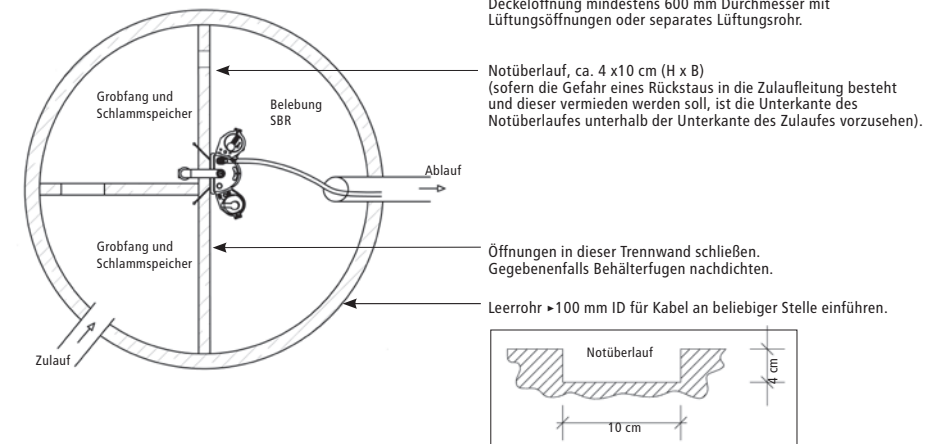 Deckelöffnung mindestens 600 mm Durchmesser mit
Lüftungsöffnungen oder separates Lüftungsrohr.
Notüberlauf, ca. 4 x10 cm (H x B)
(sofern die Gefahr eines Rückstaus in die Zulaufleitung besteht
und dieser vermieden werden soll, ist die Unterkante des
Notüberlaufes unterhalb der Unterkante des Zulaufes vorzusehen).
Grobfang und
Schlammspeicher
Belebung
SBR
Ablauf
Grobfang und
Schlammspeicher
Öffnungen in dieser Trennwand schließen.
Gegebenenfalls Behälterfugen nachdichten.
Leerrohr ►100 mm ID für Kabel an beliebiger Stelle einführen.
Zulauf
Notüberlauf
4 cm
10 cm